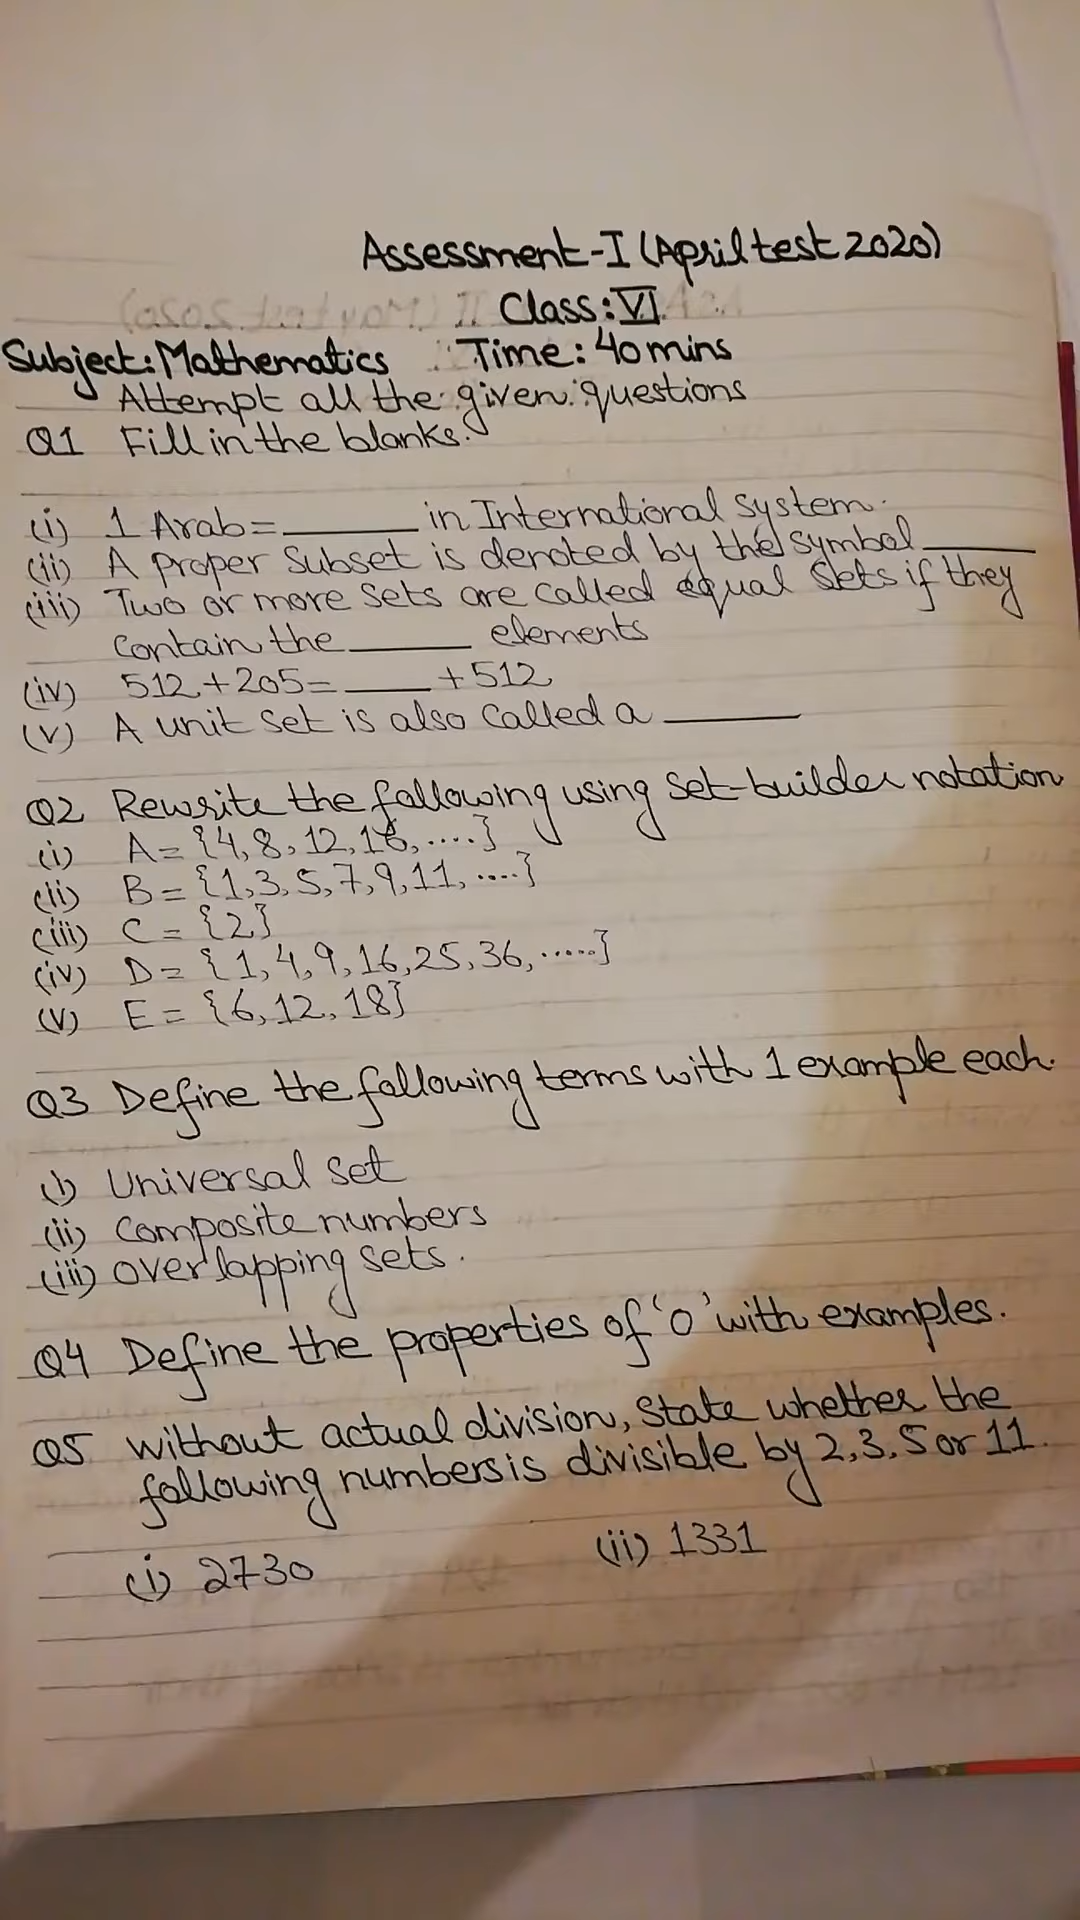 Assessment-I (April test 2020)
Class: VI
Subject: Mathematics Time: 40 mins
Attempt all the given questions
Q1 Fill in the blanks.
(i) 1 Arab = ______ in International system.
(ii) A proper Subset is denoted by the symbol ______
(iii) Two or more sets are called equal Sets if they
contain the ______ elements
(iv) 512 + 205 = ____ + 512
(v) A unit set is also called a ______
Q2 Rewrite the following using set-builder notation
(i) A = {4, 8, 12, 16, ....}
(ii) B = {1, 3, 5, 7, 9, 11, ....}
(iii) C = {2}
(iv) D = {1, 4, 9, 16, 25, 36, .....}
(v) E = {6, 12, 18}
Q3 Define the following terms with 1 example each.
(i) Universal set
(ii) Composite numbers
(iii) overlapping sets.
Q4 Define the properties of 'o' with examples.
Q5 without actual division, State whether the
following numbers is divisible by 2, 3, 5 or 11.
(i) 2730 (ii) 1331